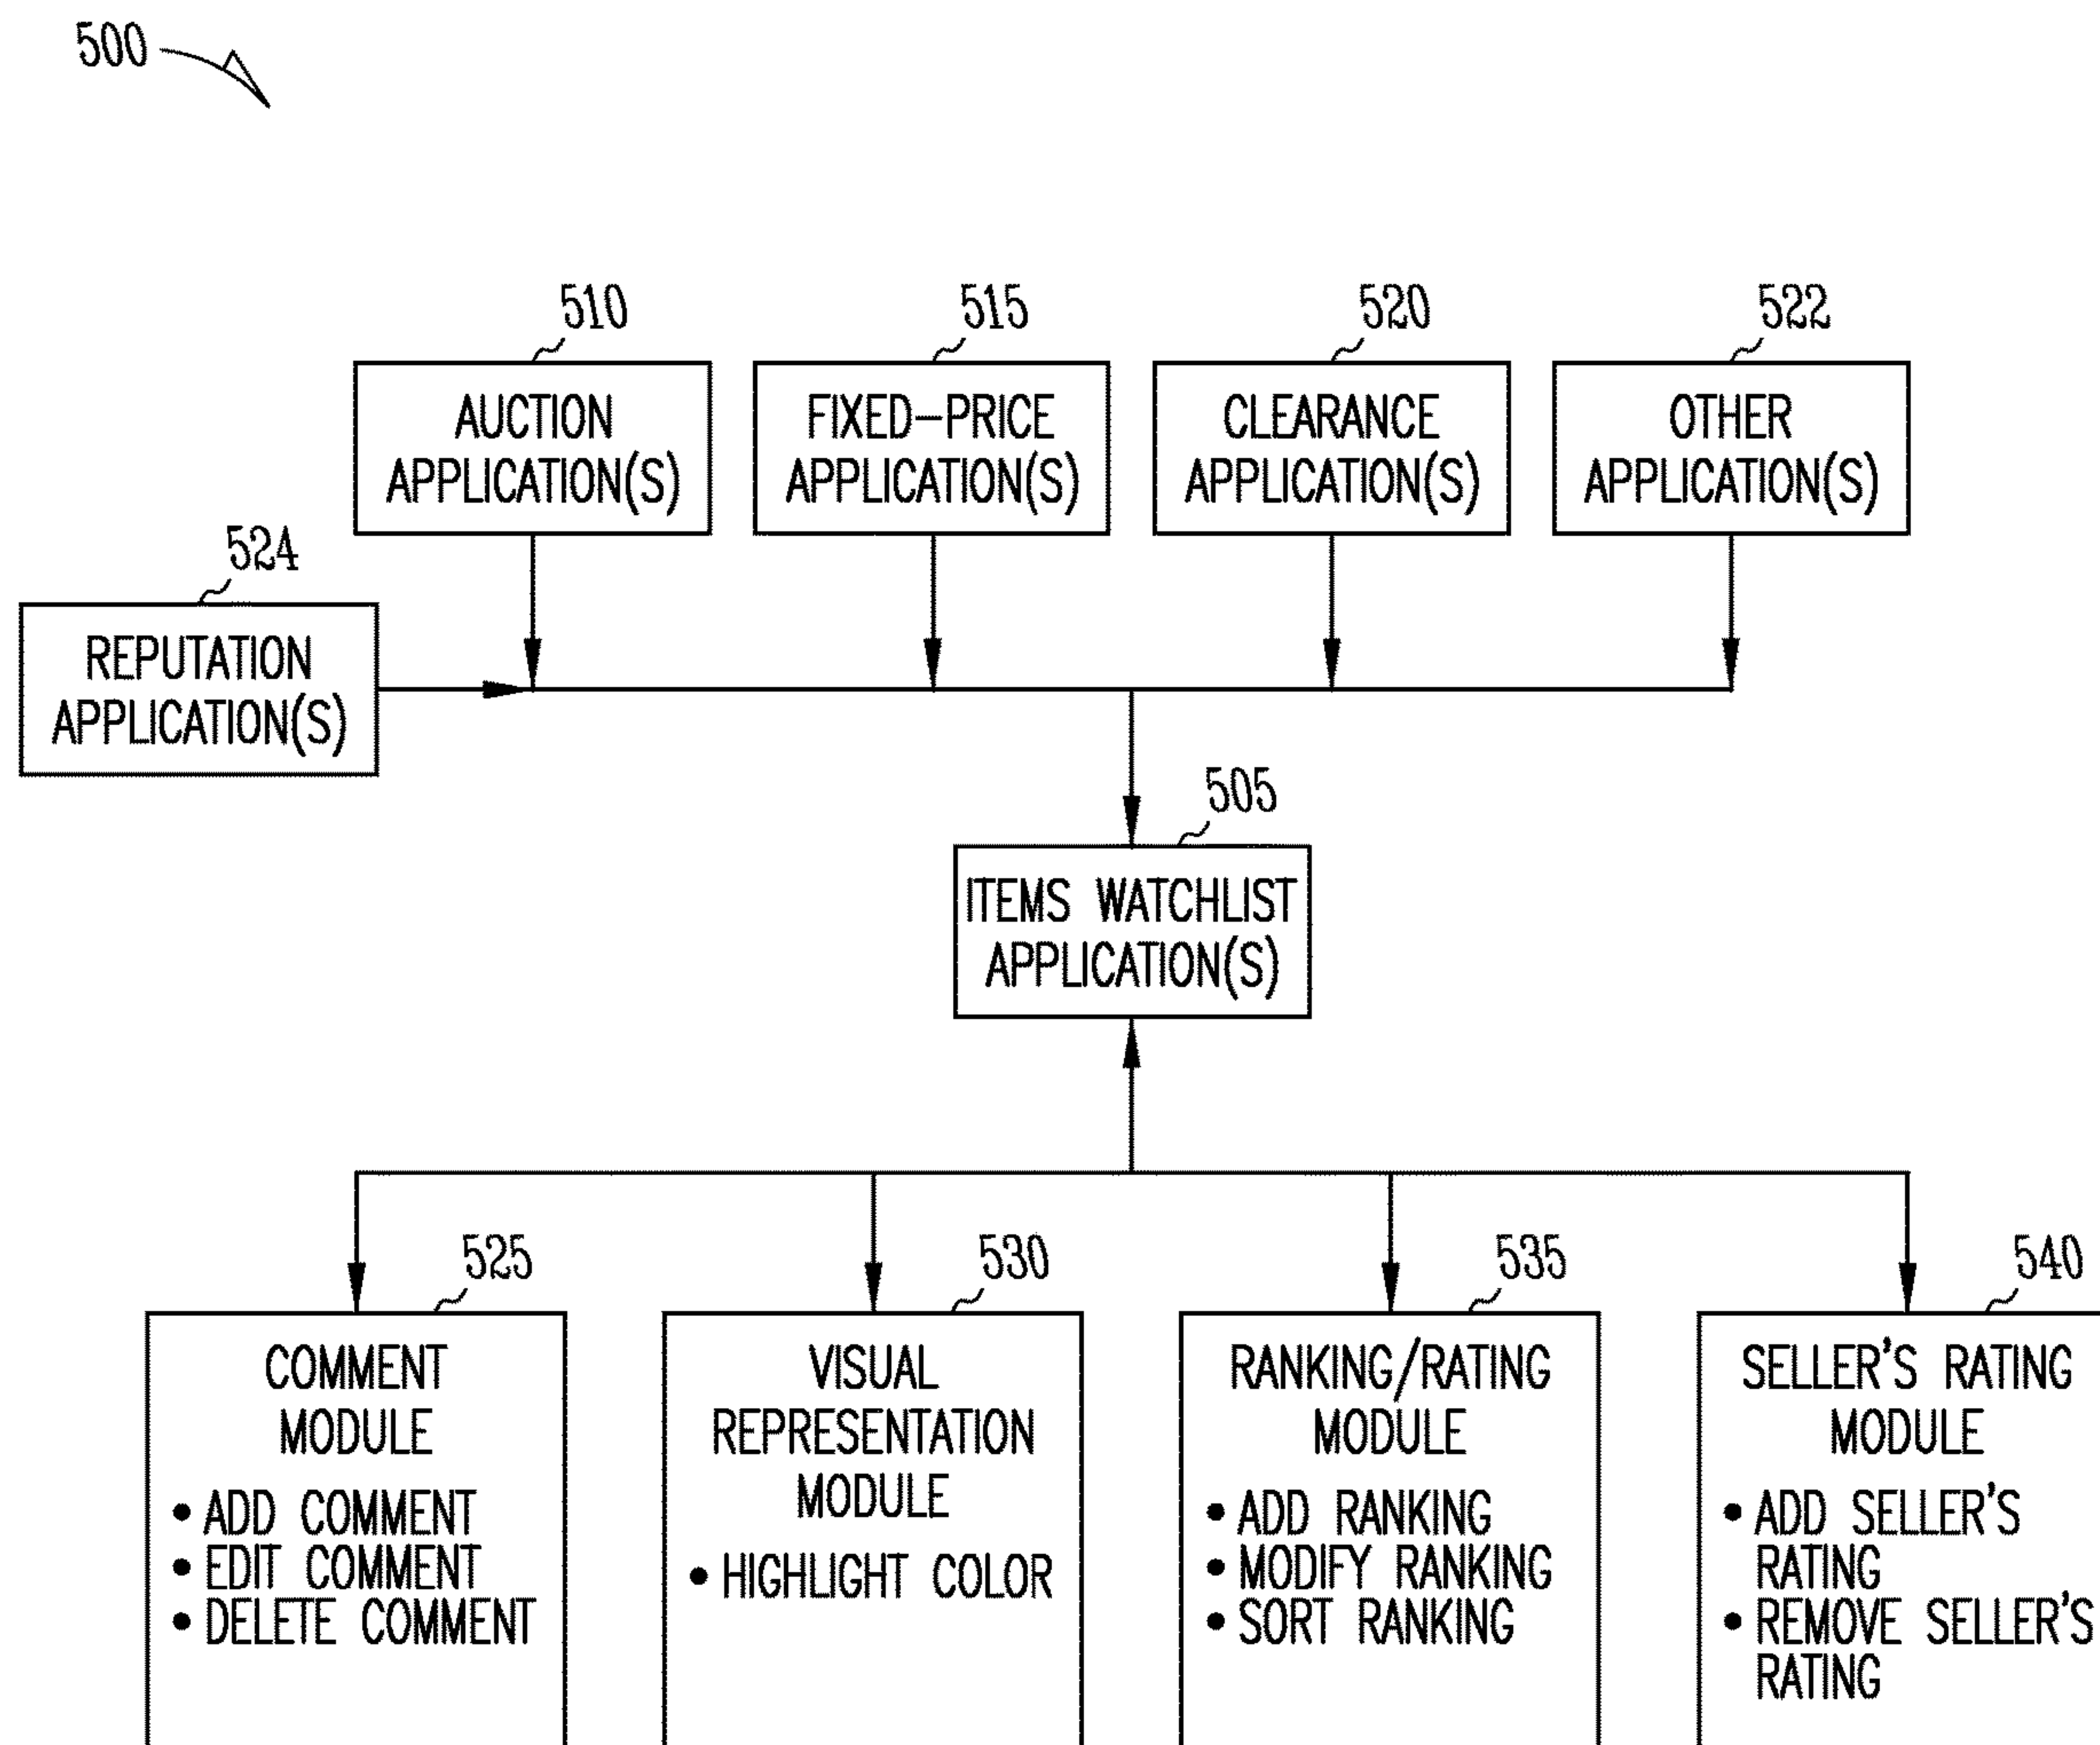 500
510
AUCTION
APPLICATION(S)
515
FIXED-PRICE
APPLICATION(S)
520
CLEARANCE
APPLICATION(S)
522
OTHER
APPLICATION(S)
524
REPUTATION
APPLICATION(S)
505
ITEMS WATCHLIST
APPLICATION(S)
525
COMMENT
MODULE
• ADD COMMENT
• EDIT COMMENT
• DELETE COMMENT
530
VISUAL
REPRESENTATION
MODULE
• HIGHLIGHT COLOR
535
RANKING/RATING
MODULE
• ADD RANKING
• MODIFY RANKING
• SORT RANKING
540
SELLER'S RATING
MODULE
• ADD SELLER'S
RATING
• REMOVE SELLER'S
RATING